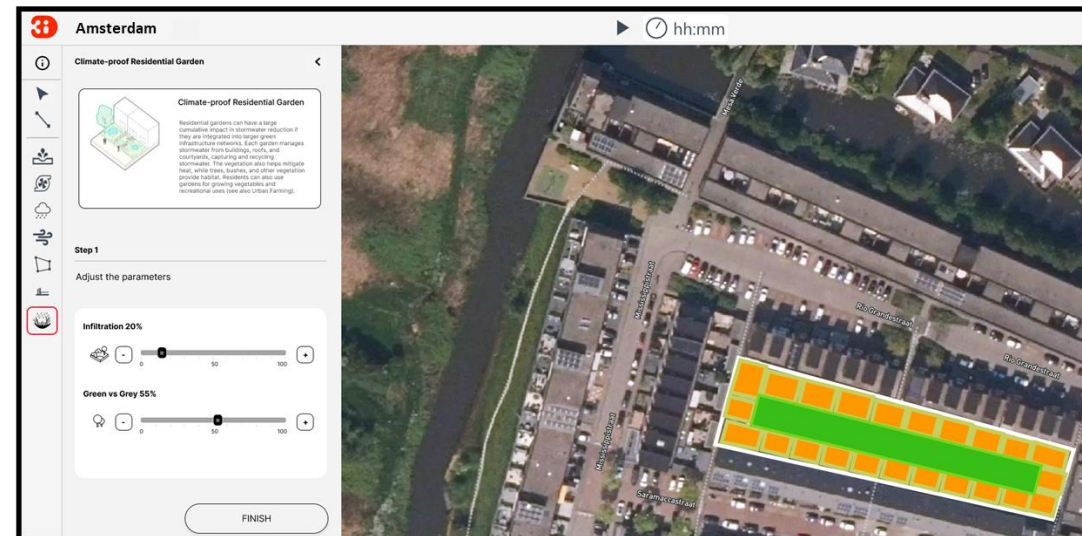 3i Amsterdam
hh:mm
Climate-proof Residential Garden
Climate-proof Residential Garden
Residential gardens can have a large
cumulative impact in stormwater reduction if
they are integrated into larger green
infrastructure networks. Each garden manages
stormwater from buildings, roofs, and
courtyards, capturing and recycling
stormwater. The vegetation also helps mitigate
heat, while trees, bushes, and other vegetation
provide habitat. Residents can also use
gardens for growing vegetables and
recreational uses (see also Urban Farming).
Step 1
Adjust the parameters
Infiltration 20%
- +
0 50 100
Green vs Grey 55%
- +
0 50 100
FINISH
Mesa Verde
Mississippistraat
Rio Grandestraat
Rio Grandestraat
Mississippistraat
Saramaccastraat